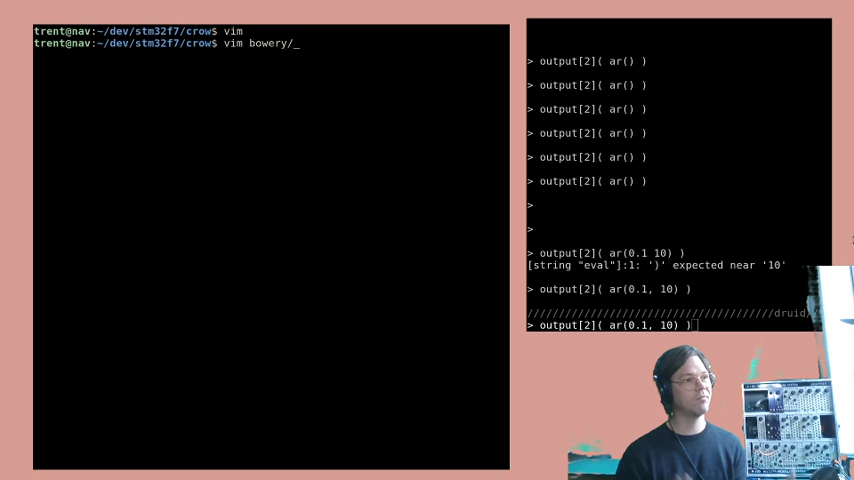 trent@nav:~/dev/stm32f7/crow$ vim
trent@nav:~/dev/stm32f7/crow$ vim bowery/_
> output[2]( ar() )
> output[2]( ar() )
> output[2]( ar() )
> output[2]( ar() )
> output[2]( ar() )
> output[2]( ar() )
>
>
> output[2]( ar(0.1 10) )
[string "eval"]:1: ')' expected near '10'
> output[2]( ar(0.1, 10) )
/////////////////////////////////////////druid/
> output[2]( ar(0.1, 10) )